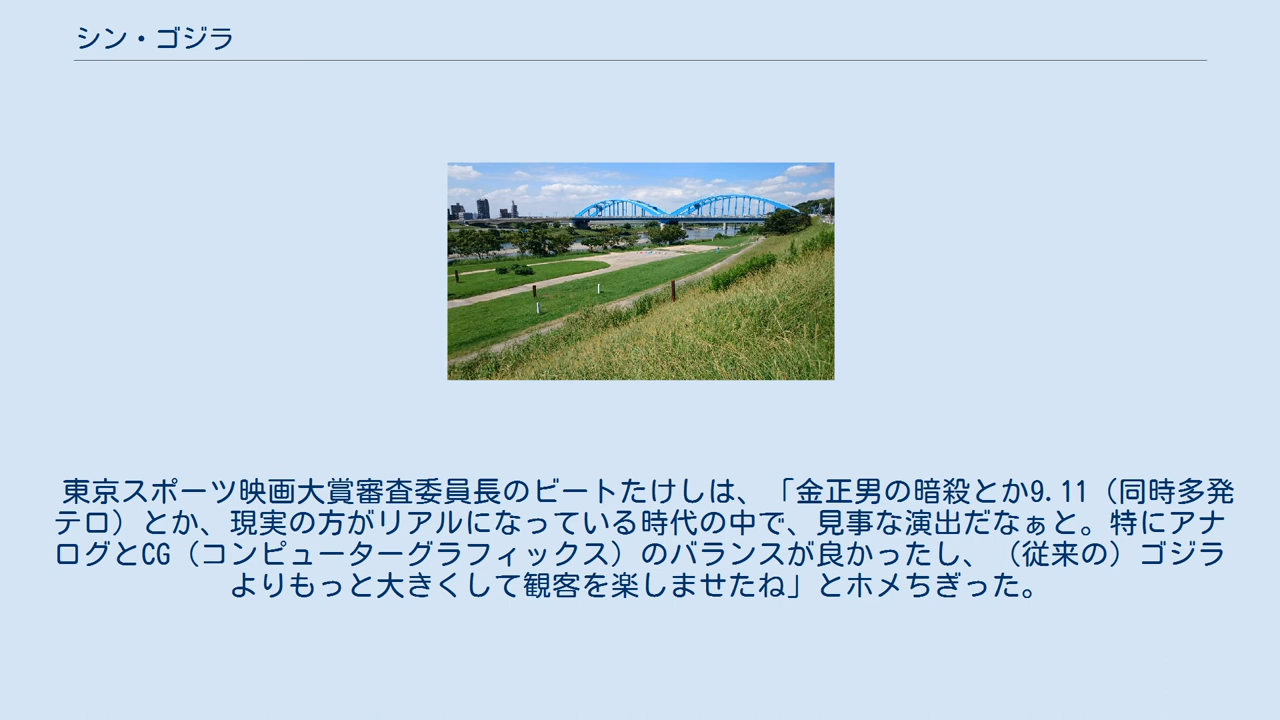 シン・ゴジラ
東京スポーツ映画大賞審査委員長のビートたけしは、「金正男の暗殺とか9.11（同時多発
テロ）とか、現実の方がリアルになっている時代の中で、見事な演出だなぁと。特にアナ
ログとCG（コンピューターグラフィックス）のバランスが良かったし、（従来の）ゴジラ
よりもっと大きくして観客を楽しませたね」とホメちぎった。